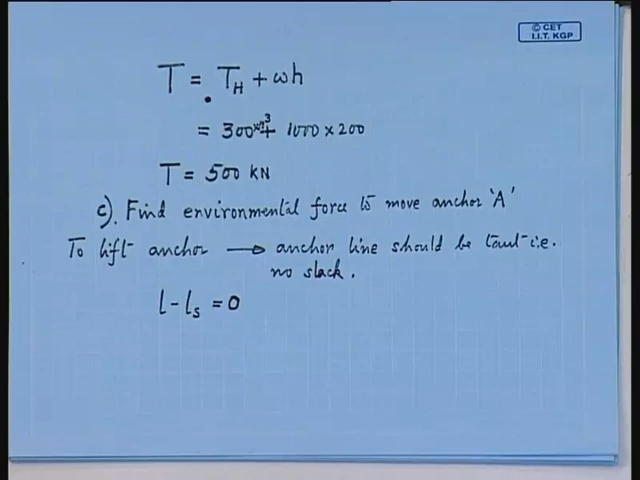 © CET
I.I.T. KGP
T = T_H + ωh
= 300×10³ + 1000 × 200
T = 500 KN
c). Find environmental force to move anchor 'A'
To lift anchor → anchor line should be taut i.e.
no slack.
l - l_s = 0